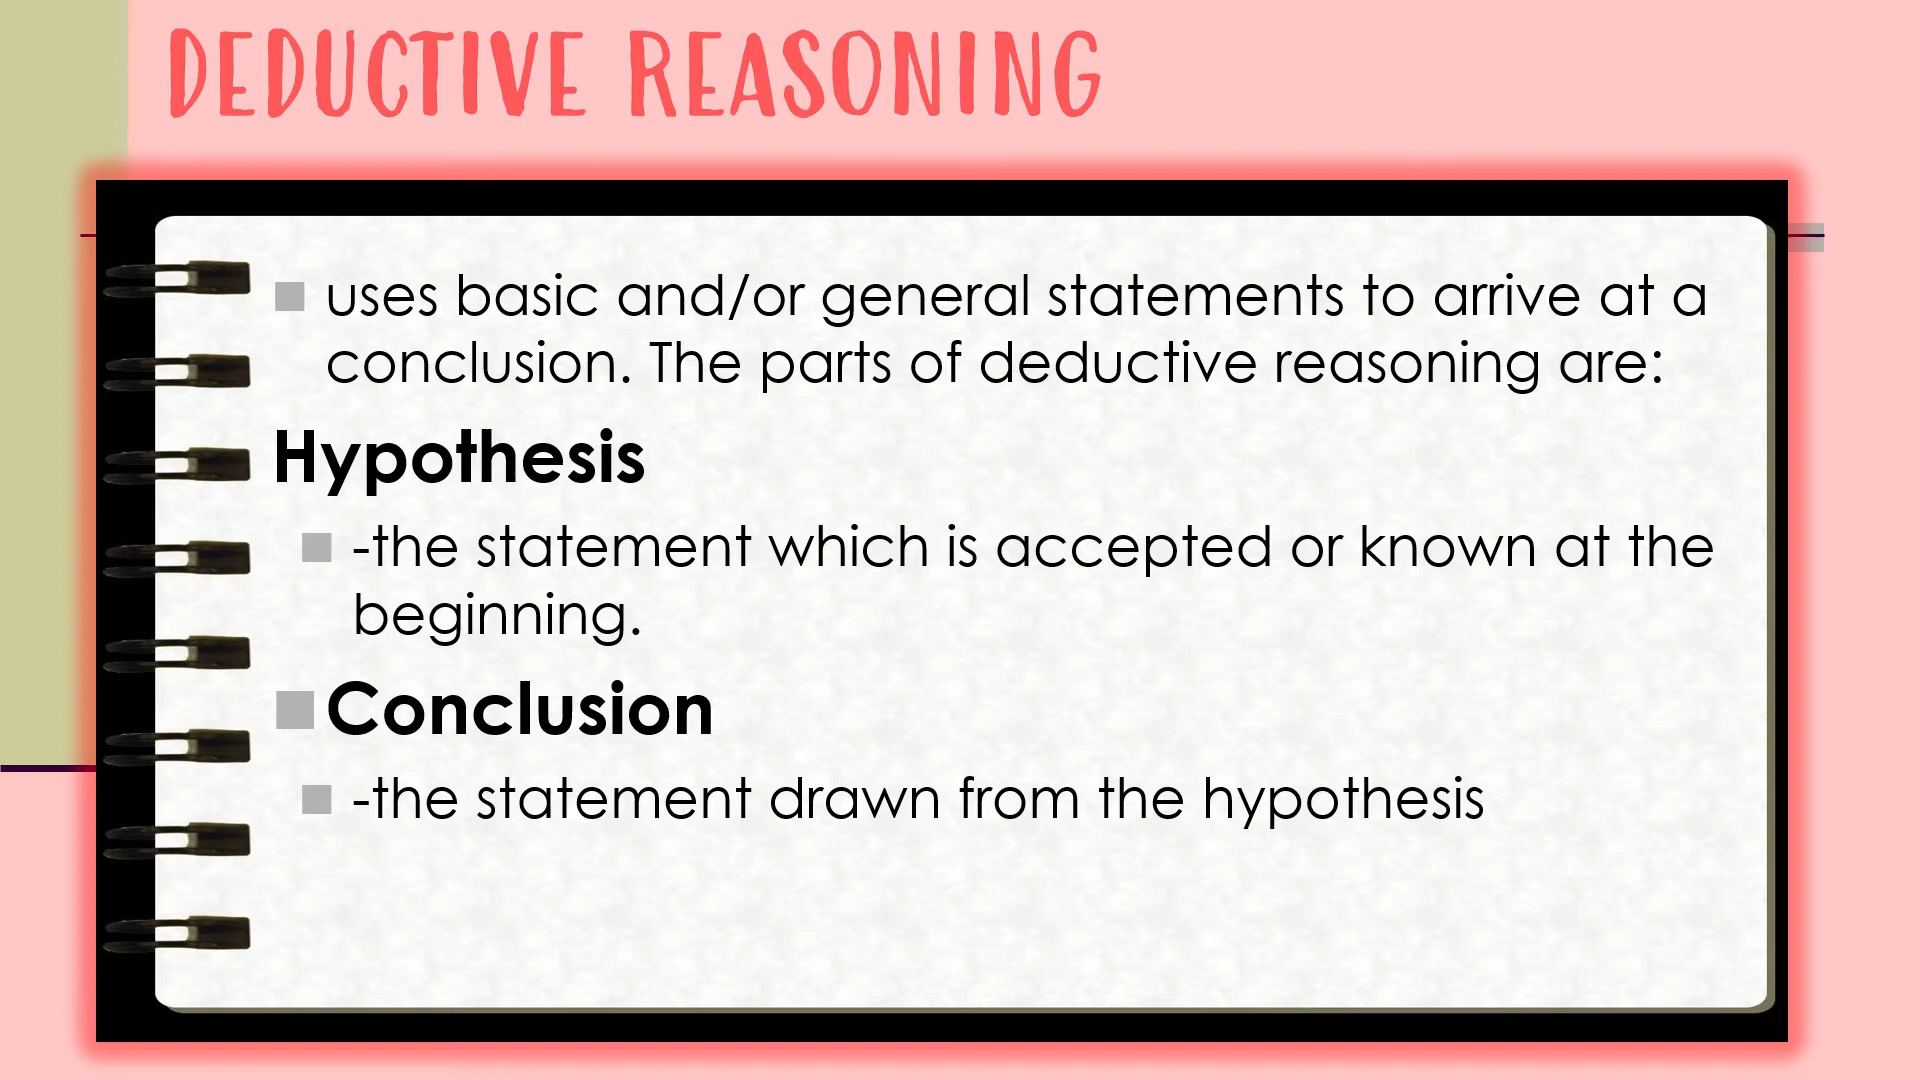 DEDUCTIVE REASONING
uses basic and/or general statements to arrive at a
conclusion. The parts of deductive reasoning are:
Hypothesis
-the statement which is accepted or known at the
beginning.
Conclusion
-the statement drawn from the hypothesis